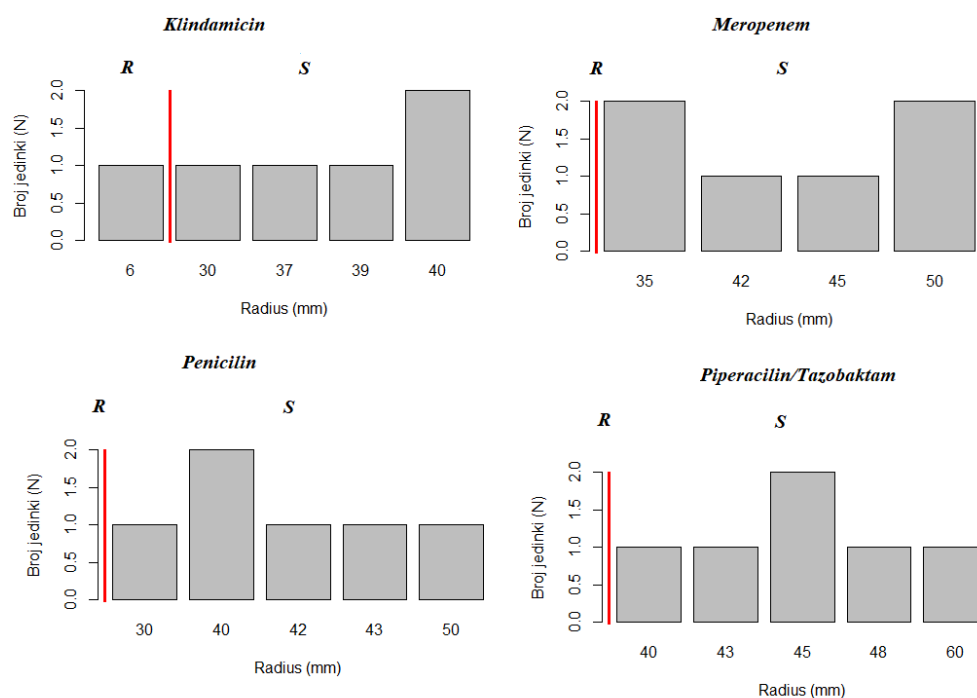 Klindamicin
R S
Broj jedinki (N)
2.0
1.5
1.0
0.5
0.0
6 30 37 39 40
Radius (mm)
Meropenem
R S
Broj jedinki (N)
2.0
1.5
1.0
0.5
0.0
35 42 45 50
Radius (mm)
Penicilin
R S
Broj jedinki (N)
2.0
1.5
1.0
0.5
0.0
30 40 42 43 50
Radius (mm)
Piperacilin/Tazobaktam
R S
Broj jedinki (N)
2.0
1.5
1.0
0.5
0.0
40 43 45 48 60
Radius (mm)